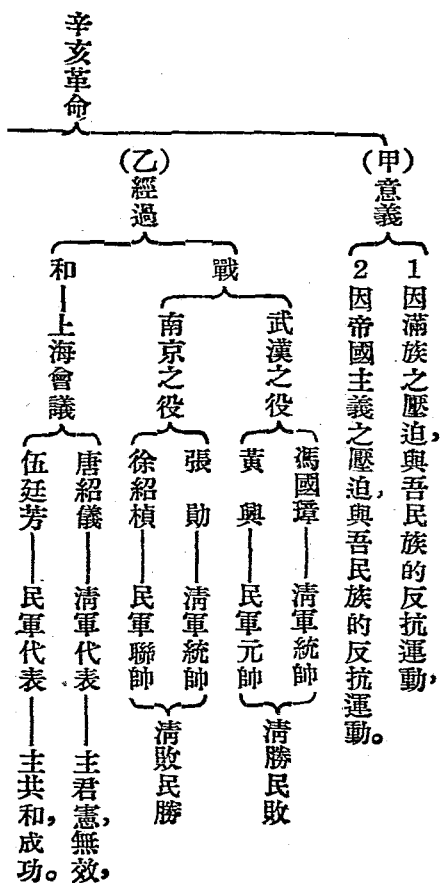 辛亥革命
(甲)意義
1因滿族之壓迫，與吾民族的反抗運動，
2因帝國主義之壓迫，與吾民族的反抗運動。
(乙)經過
戰
武漢之役
馮國璋——清軍統帥
黃興——民軍元帥
清勝民敗
南京之役
張勛——清軍統帥
徐紹楨——民軍聯帥
清敗民勝
和—上海會議
唐紹儀——清軍代表——主君憲，無效，
伍廷芳——民軍代表——主共和，成功。